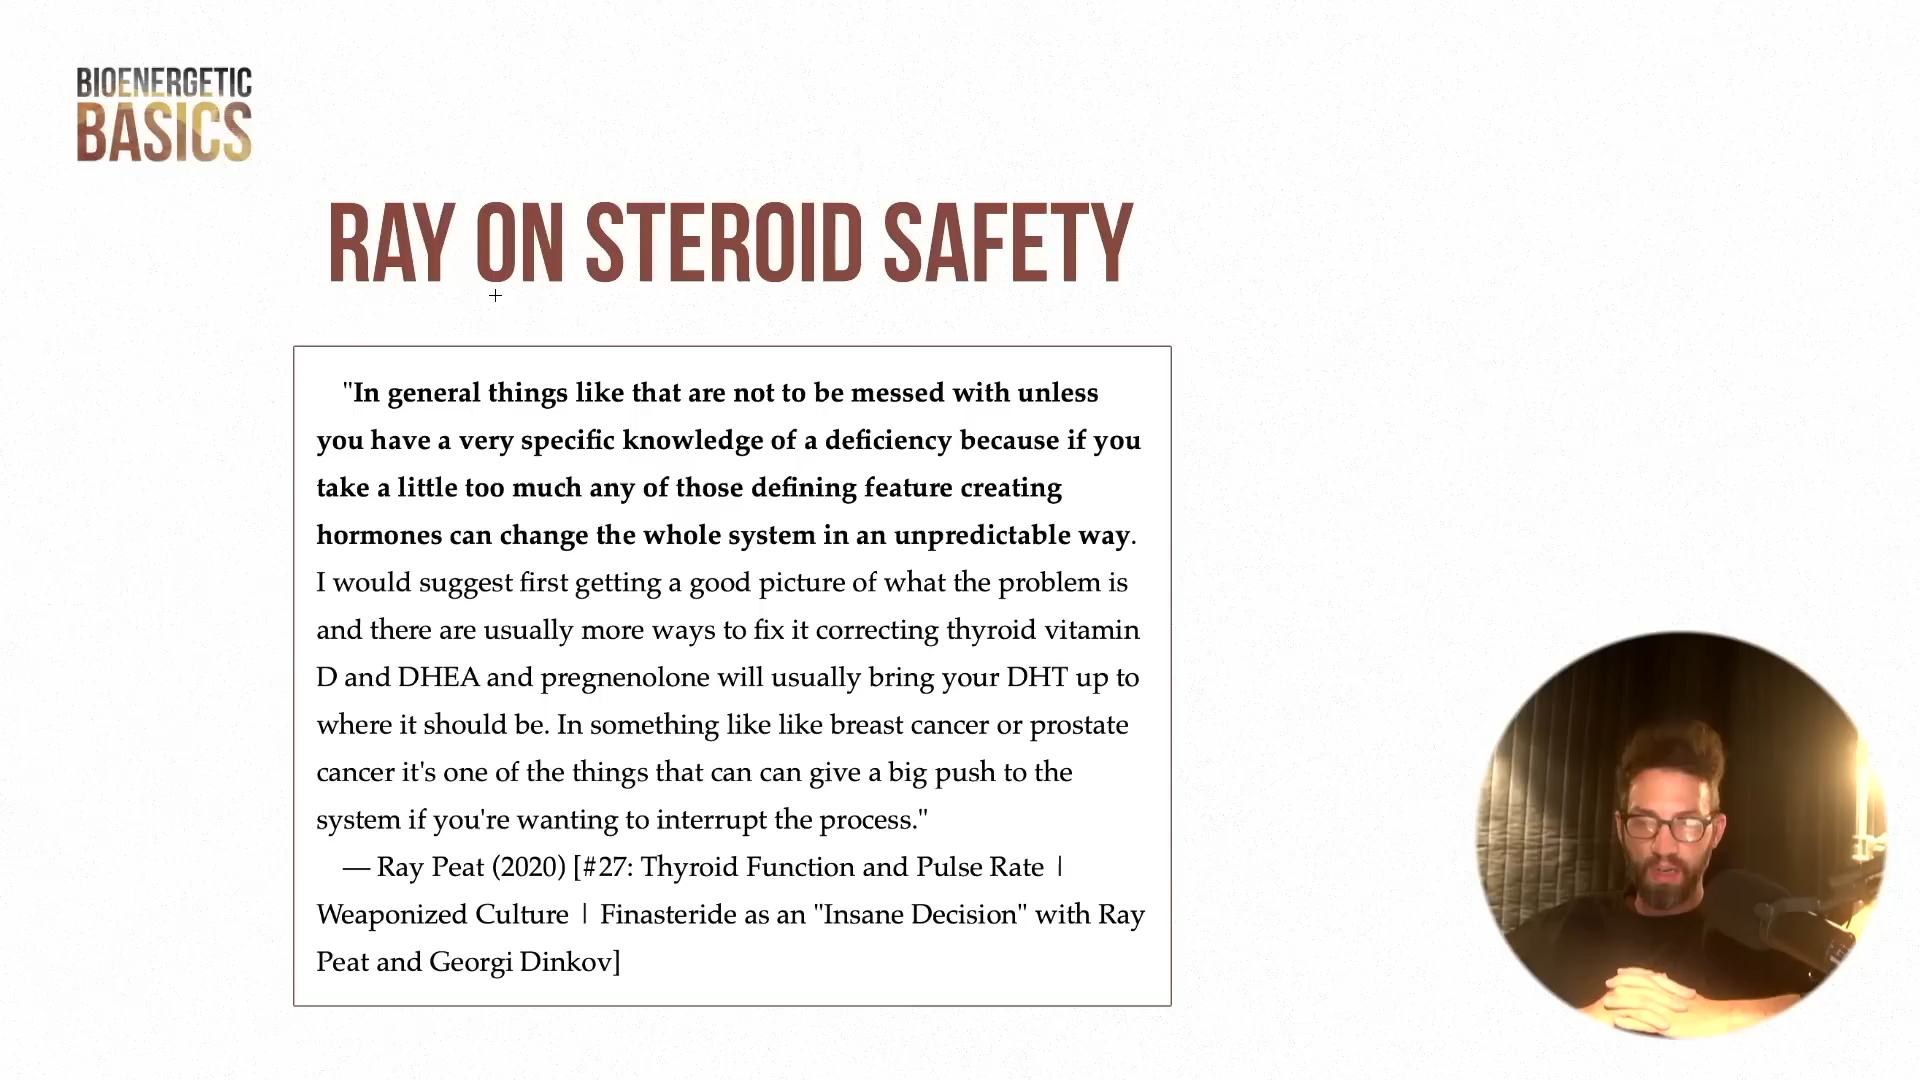 BIOENERGETIC
BASICS
RAY ON STEROID SAFETY
"In general things like that are not to be messed with unless
you have a very specific knowledge of a deficiency because if you
take a little too much any of those defining feature creating
hormones can change the whole system in an unpredictable way.
I would suggest first getting a good picture of what the problem is
and there are usually more ways to fix it correcting thyroid vitamin
D and DHEA and pregnenolone will usually bring your DHT up to
where it should be. In something like like breast cancer or prostate
cancer it's one of the things that can can give a big push to the
system if you're wanting to interrupt the process."
— Ray Peat (2020) [#27: Thyroid Function and Pulse Rate |
Weaponized Culture | Finasteride as an "Insane Decision" with Ray
Peat and Georgi Dinkov]